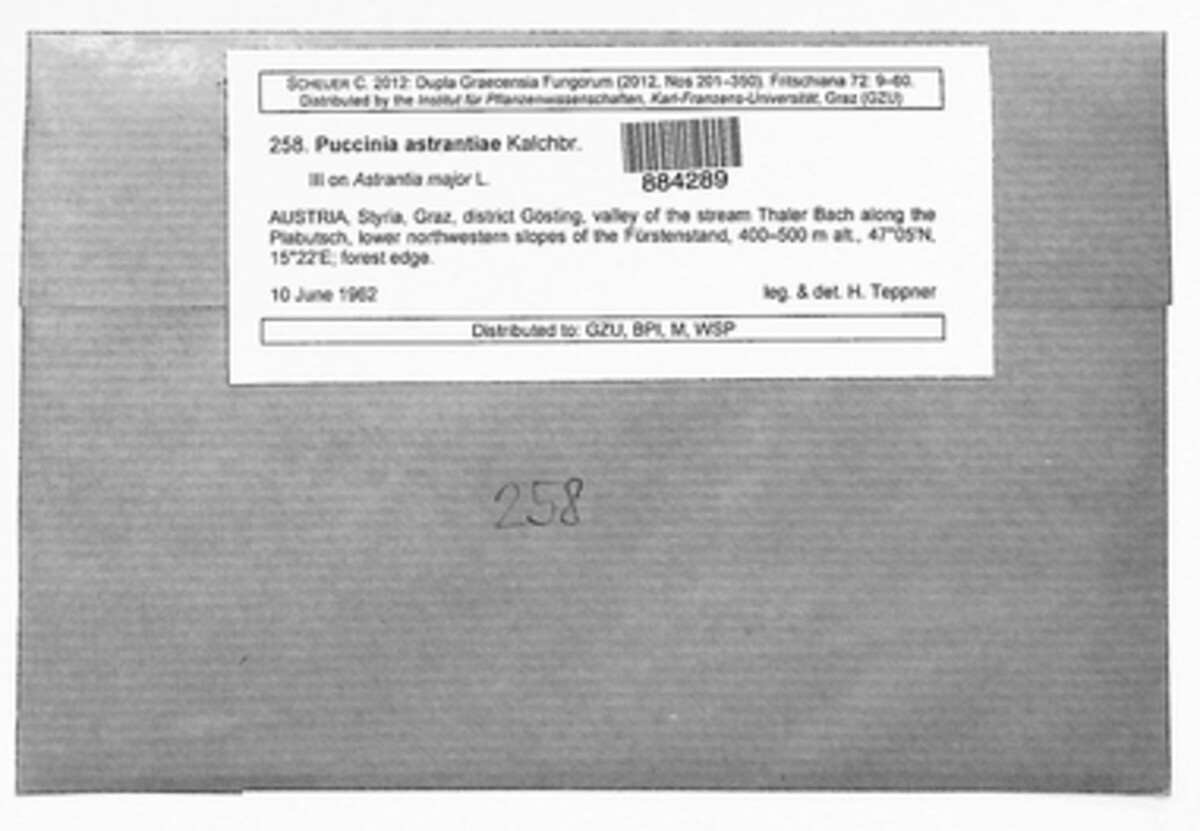 SCHEUER C. 2012: Dupla Graecensia Fungorum (2012, Nos 201–350). Fritschiana 72: 9–60.
Distributed by the Institut für Pflanzenwissenschaften, Karl-Franzens-Universität, Graz (GZU)
258. Puccinia astrantiae Kalchbr.
III on Astrantia major L.
884289
AUSTRIA, Styria, Graz, district Gösting, valley of the stream Thaler Bach along the
Plabutsch, lower northwestern slopes of the Fürstenstand, 400–500 m alt., 47°05'N,
15°22'E; forest edge.
10 June 1962 leg. & det. H. Teppner
Distributed to: GZU, BPI, M, WSP
258